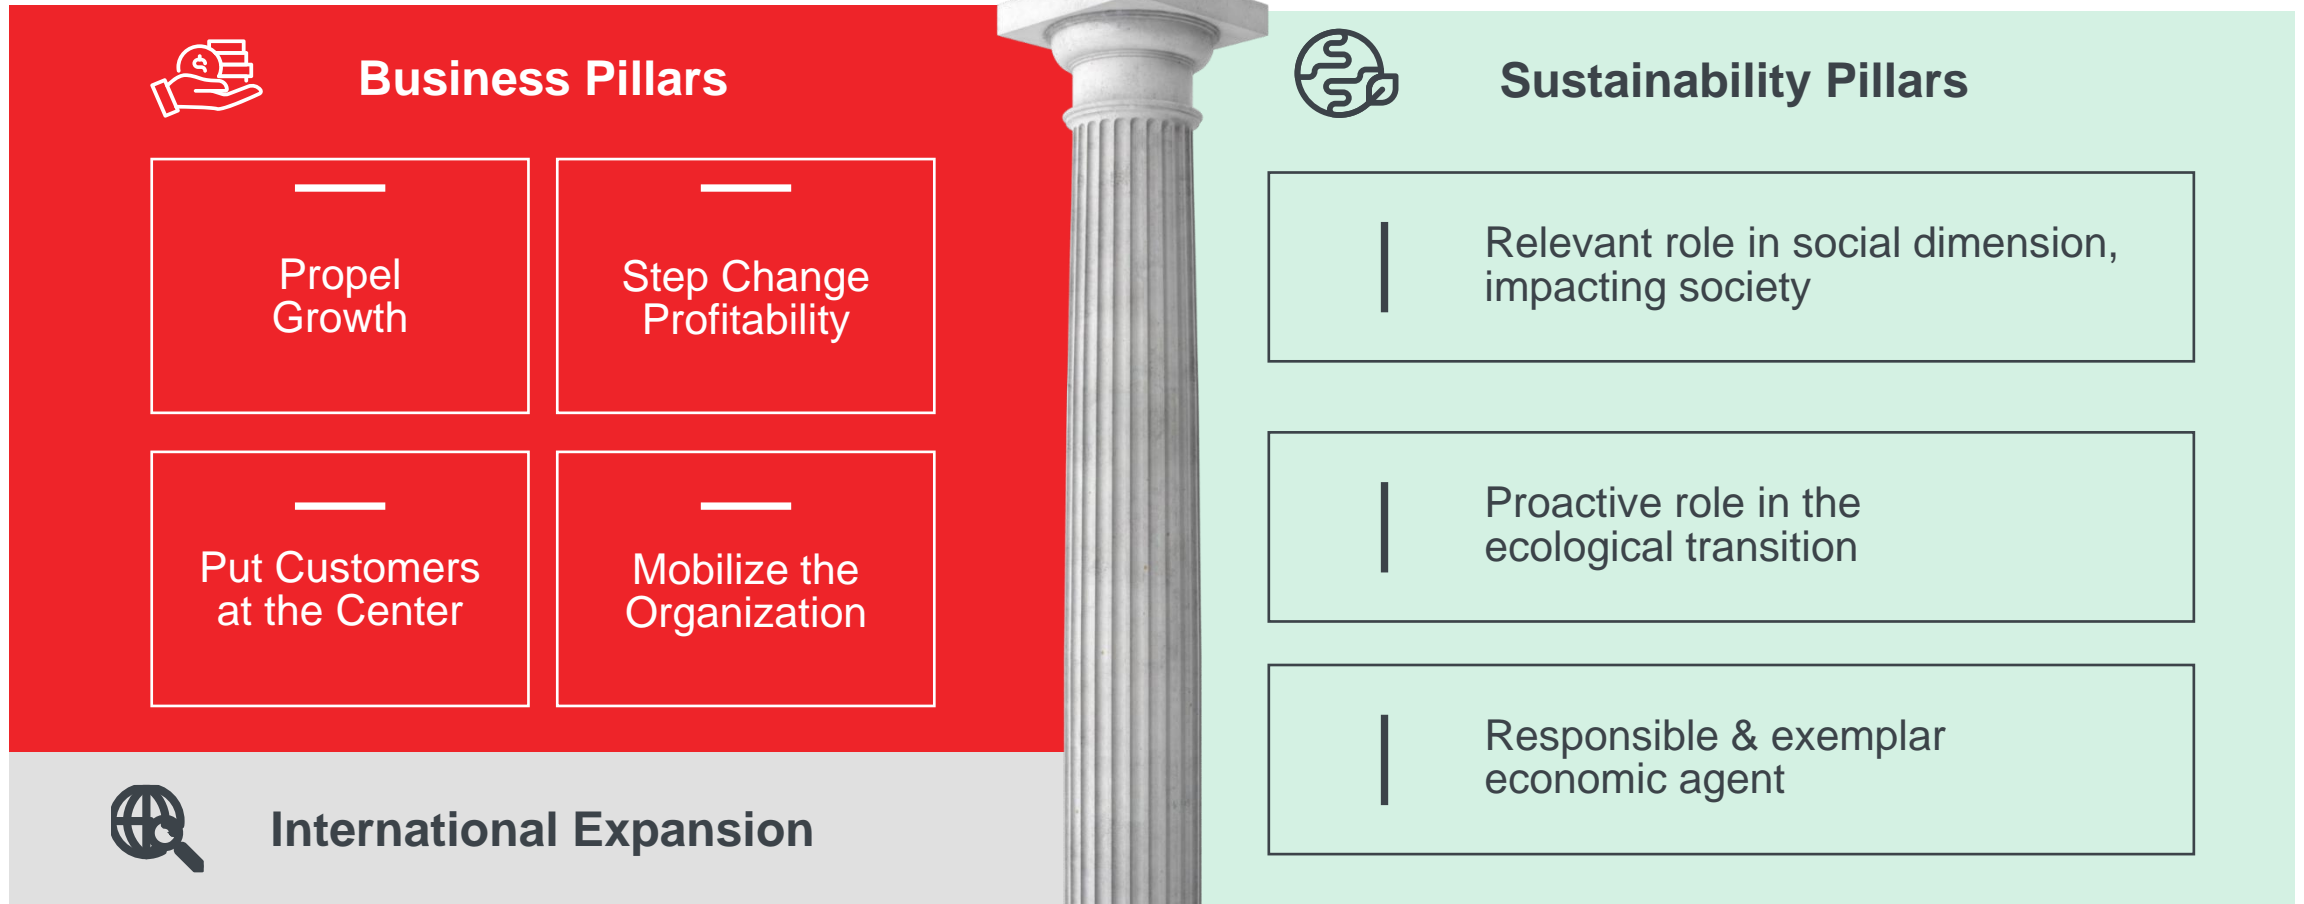 Business Pillars
Propel
Growth
Step Change
Profitability
Put Customers
at the Center
Mobilize the
Organization
International Expansion
Sustainability Pillars
Relevant role in social dimension,
impacting society
Proactive role in the
ecological transition
Responsible & exemplar
economic agent